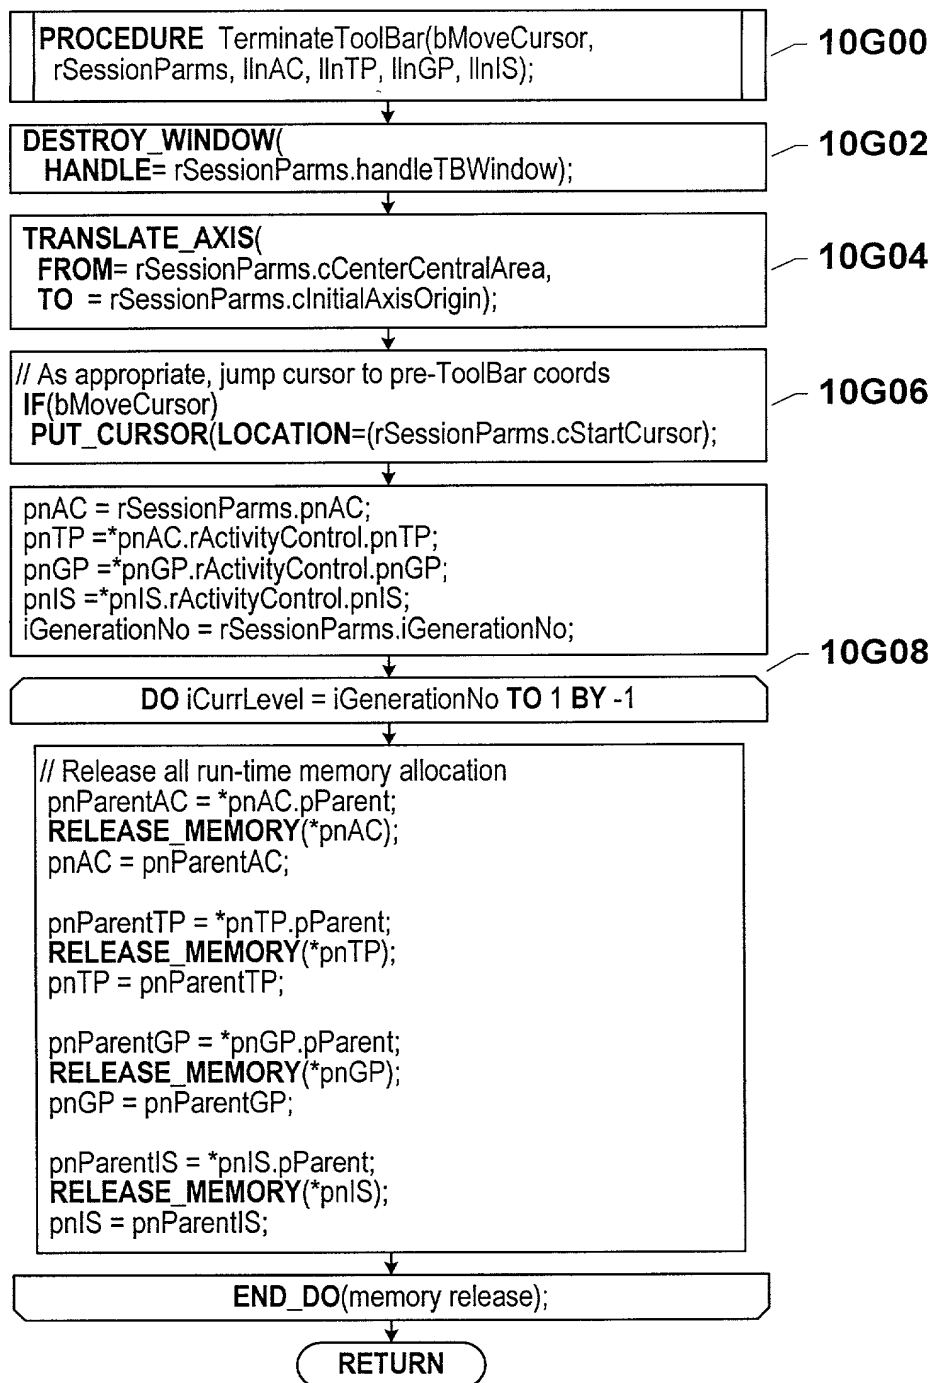 PROCEDURE TerminateToolBar(bMoveCursor,
rSessionParms, llnAC, llnTP, llnGP, llnIS);
10G00
DESTROY_WINDOW(
HANDLE= rSessionParms.handleTBWindow);
10G02
TRANSLATE_AXIS(
FROM= rSessionParms.cCenterCentralArea,
TO = rSessionParms.cInitialAxisOrigin);
10G04
// As appropriate, jump cursor to pre-ToolBar coords
IF(bMoveCursor)
PUT_CURSOR(LOCATION=(rSessionParms.cStartCursor);
10G06
pnAC = rSessionParms.pnAC;
pnTP =*pnAC.rActivityControl.pnTP;
pnGP =*pnGP.rActivityControl.pnGP;
pnIS =*pnIS.rActivityControl.pnIS;
iGenerationNo = rSessionParms.iGenerationNo;
10G08
DO iCurrLevel = iGenerationNo TO 1 BY -1
// Release all run-time memory allocation
pnParentAC = *pnAC.pParent;
RELEASE_MEMORY(*pnAC);
pnAC = pnParentAC;
pnParentTP = *pnTP.pParent;
RELEASE_MEMORY(*pnTP);
pnTP = pnParentTP;
pnParentGP = *pnGP.pParent;
RELEASE_MEMORY(*pnGP);
pnGP = pnParentGP;
pnParentIS = *pnIS.pParent;
RELEASE_MEMORY(*pnIS);
pnIS = pnParentIS;
END_DO(memory release);
RETURN